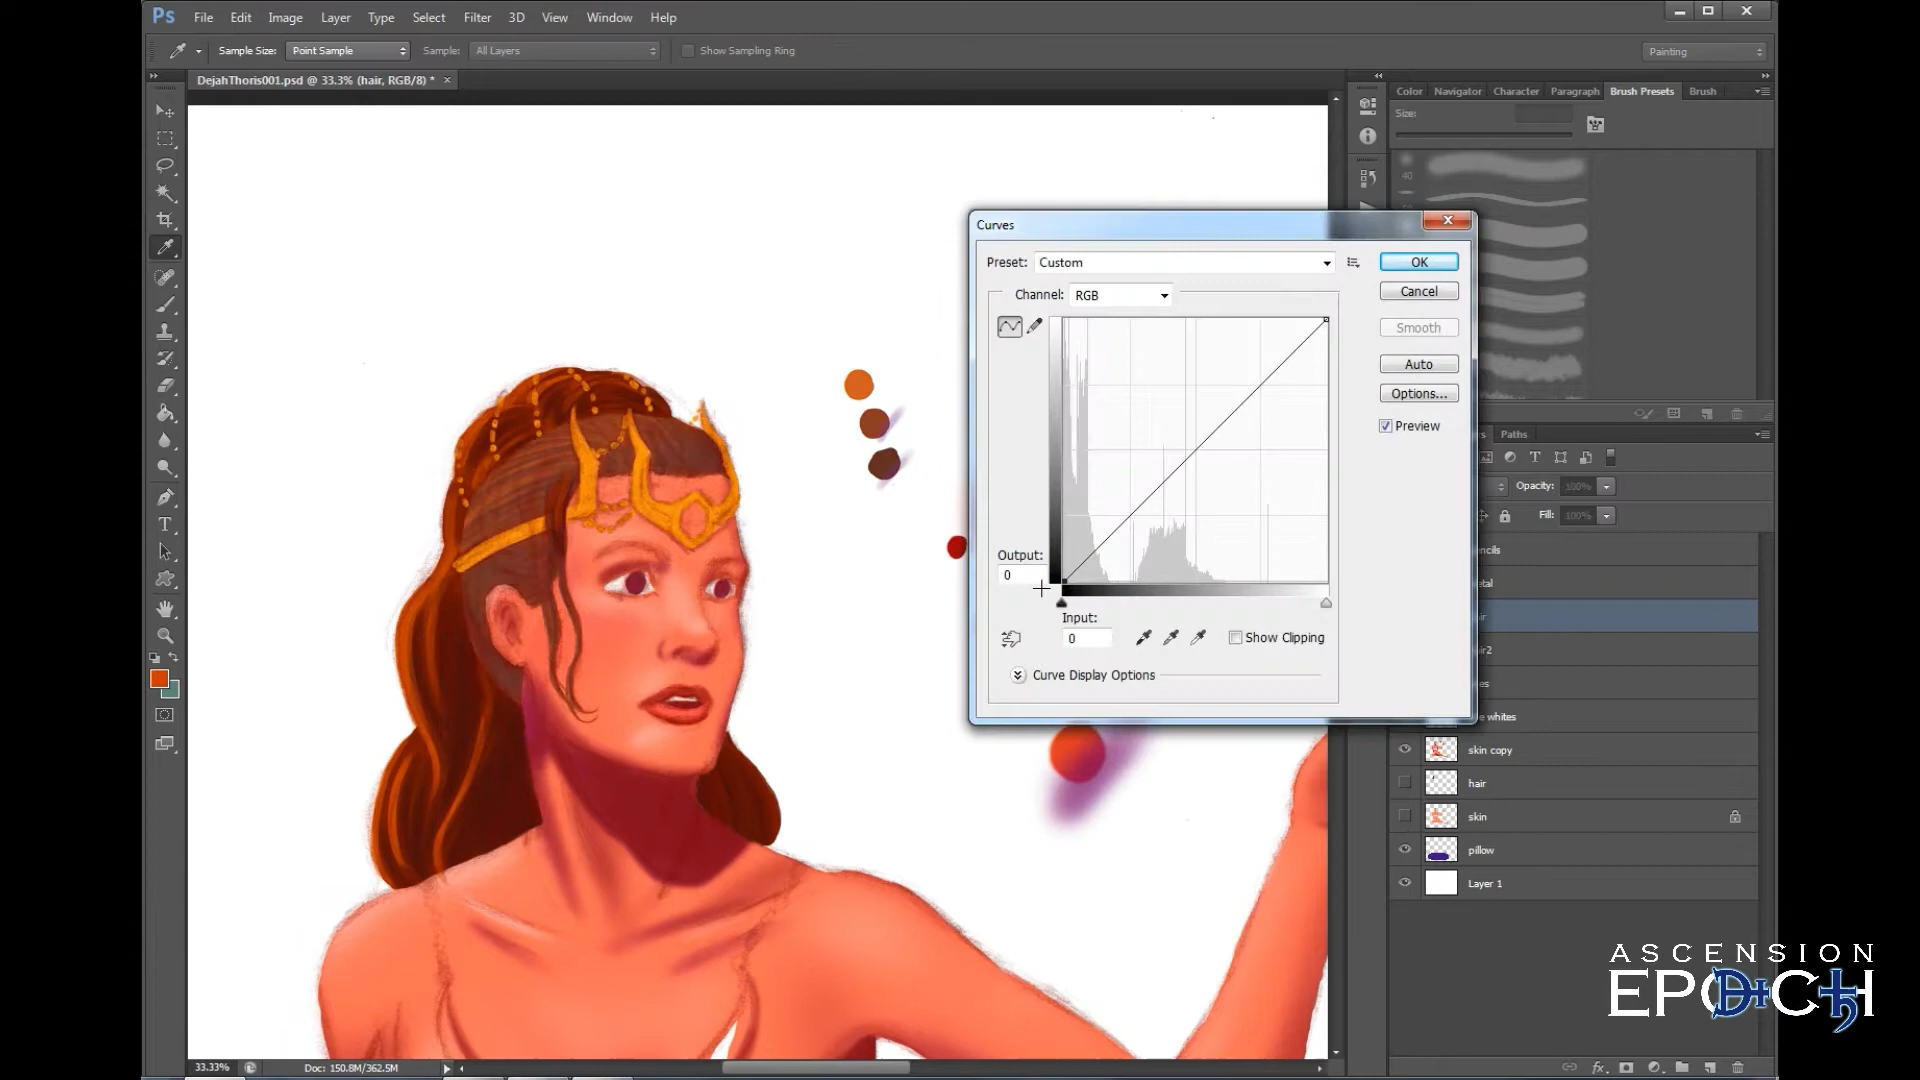 Ps File Edit Image Layer Type Select Filter 3D View Window Help
Sample Size: Point Sample Sample: All Layers Show Sampling Ring Painting
DejahThoris001.psd @ 33.3% (hair, RGB/8) *
Color Navigator Character Paragraph Brush Presets Brush
Size:
40
Curves
Preset: Custom OK
Channel: RGB Cancel
Smooth
Auto
Options...
Preview
Paths
Opacity: 100%
Fill: 100%
Output:
0
Input:
0
Show Clipping
Curve Display Options
whites
skin copy
hair
skin
pillow
Layer 1
ASCENSION
EPOCH
33.33% Doc: 150.8M/362.5M